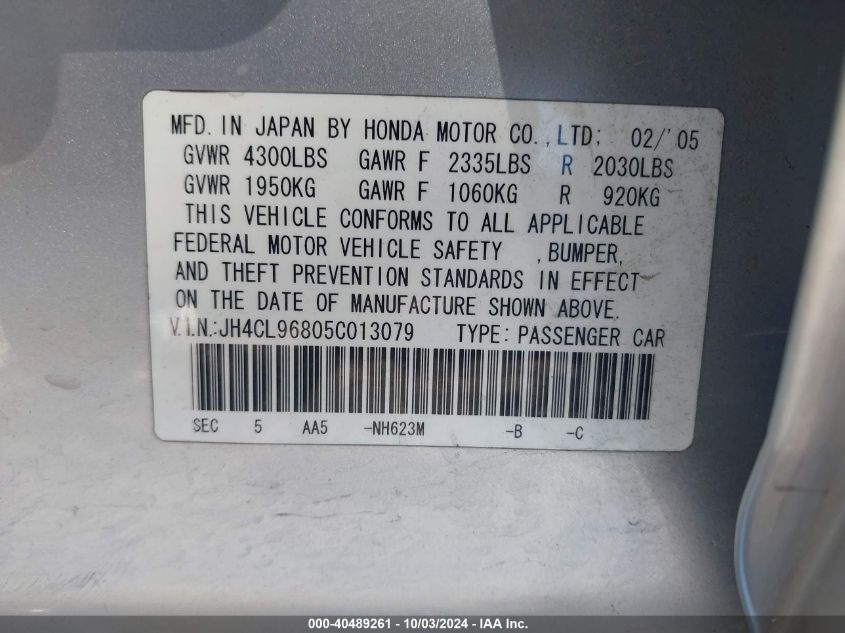 MFD. IN JAPAN BY HONDA MOTOR CO., LTD; 02/'05
GVWR 4300LBS GAWR F 2335LBS R 2030LBS
GVWR 1950KG GAWR F 1060KG R 920KG
THIS VEHICLE CONFORMS TO ALL APPLICABLE
FEDERAL MOTOR VEHICLE SAFETY , BUMPER,
AND THEFT PREVENTION STANDARDS IN EFFECT
ON THE DATE OF MANUFACTURE SHOWN ABOVE.
V.I.N.:JH4CL96805C013079 TYPE: PASSENGER CAR
SEC 5 AA5 -NH623M -B -C
000-40489261 - 10/03/2024 - IAA Inc.